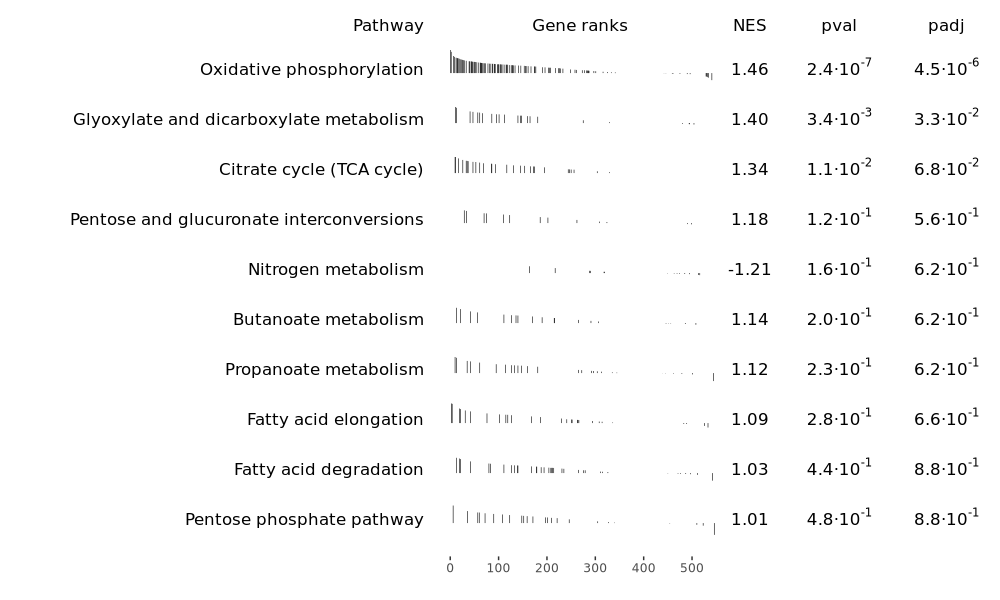 Pathway Gene ranks NES pval padj
Oxidative phosphorylation 1.46 2.4·10⁻⁷ 4.5·10⁻⁶
Glyoxylate and dicarboxylate metabolism 1.40 3.4·10⁻³ 3.3·10⁻²
Citrate cycle (TCA cycle) 1.34 1.1·10⁻² 6.8·10⁻²
Pentose and glucuronate interconversions 1.18 1.2·10⁻¹ 5.6·10⁻¹
Nitrogen metabolism -1.21 1.6·10⁻¹ 6.2·10⁻¹
Butanoate metabolism 1.14 2.0·10⁻¹ 6.2·10⁻¹
Propanoate metabolism 1.12 2.3·10⁻¹ 6.2·10⁻¹
Fatty acid elongation 1.09 2.8·10⁻¹ 6.6·10⁻¹
Fatty acid degradation 1.03 4.4·10⁻¹ 8.8·10⁻¹
Pentose phosphate pathway 1.01 4.8·10⁻¹ 8.8·10⁻¹
0 100 200 300 400 500